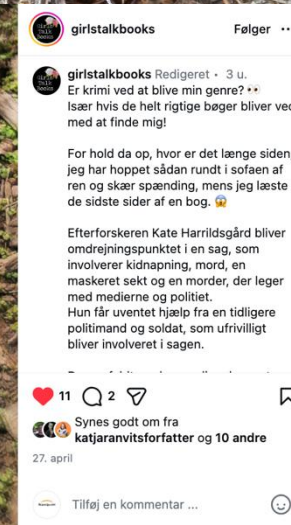 girlstalkbooks
Følger
girlstalkbooks Redigeret · 3 u.
Er krimi ved at blive min genre? 👀
Især hvis de helt rigtige bøger bliver ved
med at finde mig!
For hold da op, hvor er det længe siden,
jeg har hoppet sådan rundt i sofaen af
ren og skær spænding, mens jeg læste
de sidste sider af en bog. 😱
Efterforskeren Kate Harrildsgård bliver
omdrejningspunktet i en sag, som
involverer kidnapning, mord, en
maskeret sekt og en morder, der leger
med medierne og politiet.
Hun får uventet hjælp fra en tidligere
politimand og soldat, som ufrivilligt
bliver involveret i sagen.
11 2
Synes godt om fra
katjaranvitsforfatter og 10 andre
27. april
Tilføj en kommentar ...